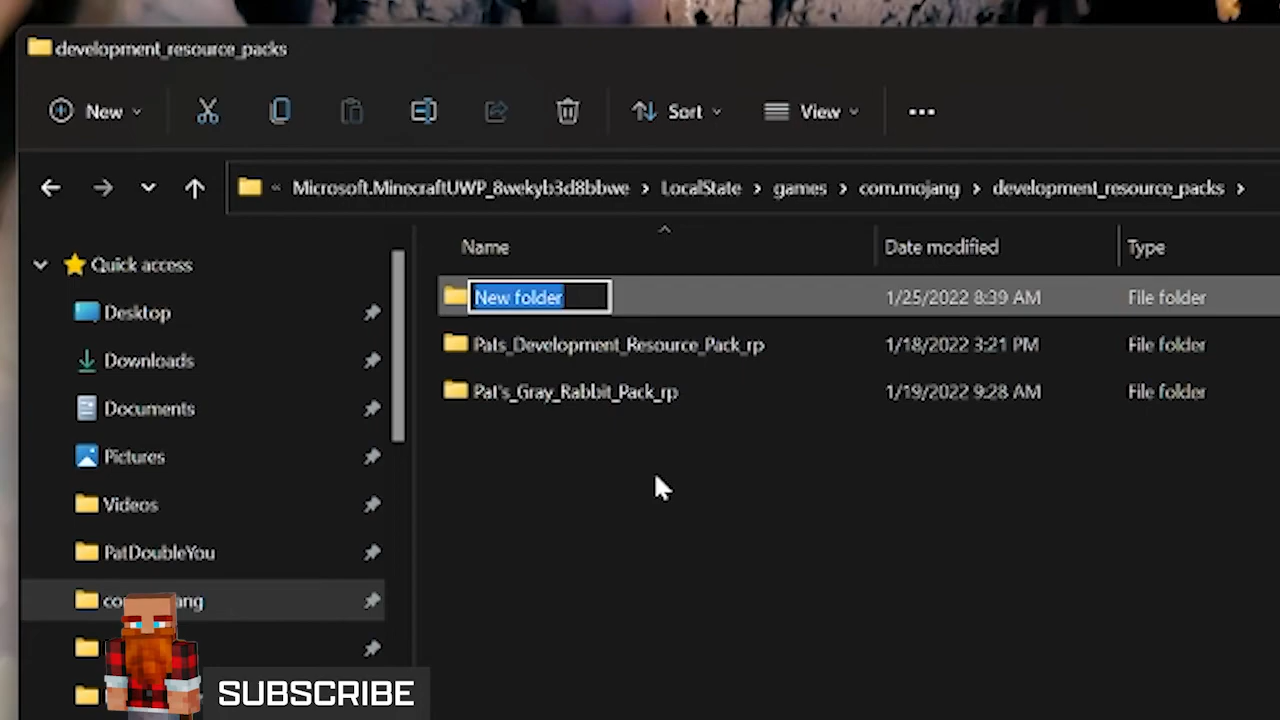 development_resource_packs
New
Sort
View
« Microsoft.MinecraftUWP_8wekyb3d8bbwe > LocalState > games > com.mojang > development_resource_packs >
Name
Date modified
Type
Quick access
New folder
1/25/2022 8:39 AM
File folder
Desktop
Pats_Development_Resource_Pack_rp
1/18/2022 3:21 PM
File folder
Downloads
Pat's_Gray_Rabbit_Pack_rp
1/19/2022 9:28 AM
File folder
Documents
Pictures
Videos
PatDoubleYou
SUBSCRIBE